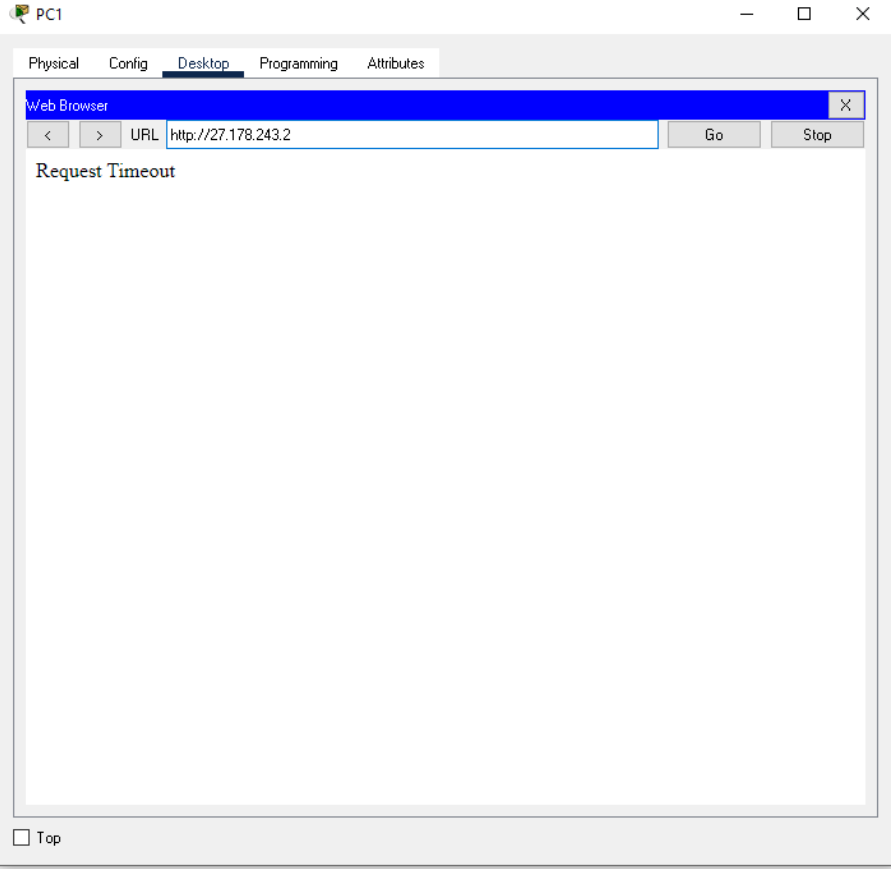 PC1
Physical Config Desktop Programming Attributes
Web Browser X
< > URL http://27.178.243.2 Go Stop
Request Timeout
Top